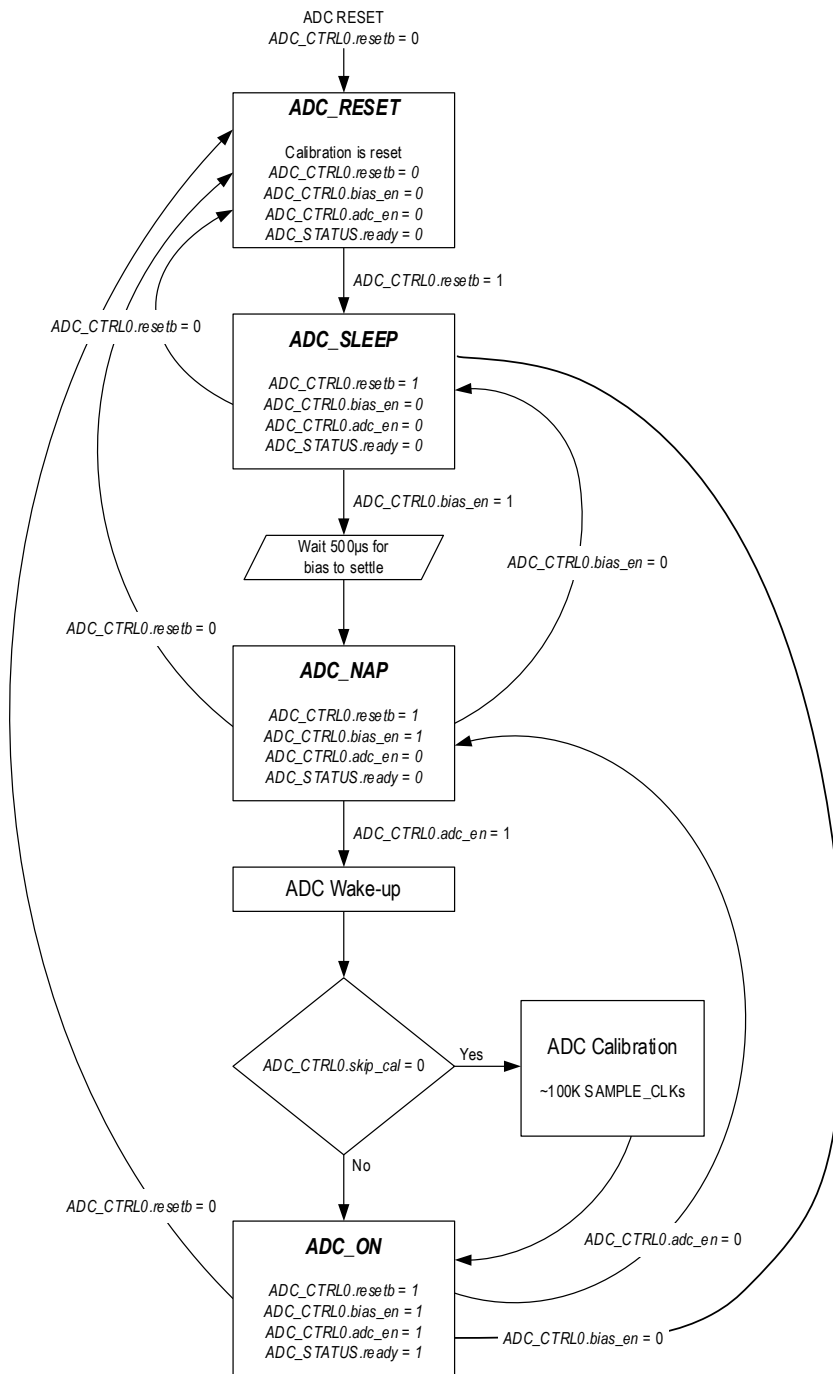 ADC RESET
ADC_CTRL0.resetb = 0
ADC_RESET
Calibration is reset
ADC_CTRL0.resetb = 0
ADC_CTRL0.bias_en = 0
ADC_CTRL0.adc_en = 0
ADC_STATUS.ready = 0
ADC_CTRL0.resetb = 1
ADC_CTRL0.resetb = 0
ADC_SLEEP
ADC_CTRL0.resetb = 1
ADC_CTRL0.bias_en = 0
ADC_CTRL0.adc_en = 0
ADC_STATUS.ready = 0
ADC_CTRL0.bias_en = 1
Wait 500µs for
bias to settle
ADC_CTRL0.bias_en = 0
ADC_CTRL0.resetb = 0
ADC_NAP
ADC_CTRL0.resetb = 1
ADC_CTRL0.bias_en = 1
ADC_CTRL0.adc_en = 0
ADC_STATUS.ready = 0
ADC_CTRL0.adc_en = 1
ADC Wake-up
ADC_CTRL0.skip_cal = 0
Yes
ADC Calibration
~100K SAMPLE_CLKs
No
ADC_CTRL0.resetb = 0
ADC_ON
ADC_CTRL0.adc_en = 0
ADC_CTRL0.resetb = 1
ADC_CTRL0.bias_en = 1
ADC_CTRL0.adc_en = 1
ADC_STATUS.ready = 1
ADC_CTRL0.bias_en = 0